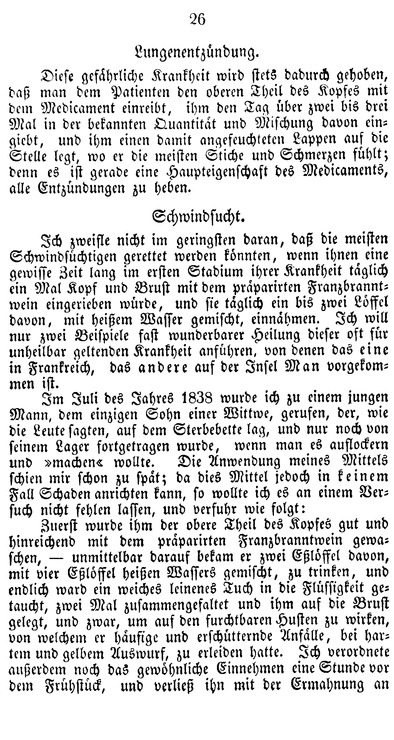 26
Lungenentzündung.
Diese gefährliche Krankheit wird stets dadurch gehoben,
daß man dem Patienten den oberen Theil des Kopfes mit
dem Medicament einreibt, ihm den Tag über zwei bis drei
Mal in der bekannten Quantität und Mischung davon ein-
giebt, und ihm einen damit angefeuchteten Lappen auf die
Stelle legt, wo er die meisten Stiche und Schmerzen fühlt;
denn es ist gerade eine Haupteigenschaft des Medicaments,
alle Entzündungen zu heben.
Schwindsucht.
Ich zweifle nicht im geringsten daran, daß die meisten
Schwindsüchtigen gerettet werden könnten, wenn ihnen eine
gewisse Zeit lang im ersten Stadium ihrer Krankheit täglich
ein Mal Kopf und Brust mit dem präparirten Franzbrannt-
wein eingerieben würde, und sie täglich ein bis zwei Löffel
davon, mit heißem Wasser gemischt, einnähmen. Ich will
nur zwei Beispiele fast wunderbarer Heilung dieser oft für
unheilbar geltenden Krankheit anführen, von denen das eine
in Frankreich, das andere auf der Insel Man vorgekom-
men ist.
Im Juli des Jahres 1838 wurde ich zu einem jungen
Mann, dem einzigen Sohn einer Wittwe, gerufen, der, wie
die Leute sagten, auf dem Sterbebette lag, und nur noch von
seinem Lager fortgetragen wurde, wenn man es auflockern
und »machen« wollte. Die Anwendung meines Mittels
schien mir schon zu spät; da dies Mittel jedoch in keinem
Fall Schaden anrichten kann, so wollte ich es an einem Ver-
such nicht fehlen lassen, und verfuhr wie folgt:
Zuerst wurde ihm der obere Theil des Kopfes gut und
hinreichend mit dem präparirten Franzbranntwein gewa-
schen, — unmittelbar darauf bekam er zwei Eßlöffel davon,
mit vier Eßlöffel heißen Wassers gemischt, zu trinken, und
endlich ward ein weiches leinenes Tuch in die Flüssigkeit ge-
taucht, zwei Mal zusammengefaltet und ihm auf die Brust
gelegt, und zwar, um auf den furchtbaren Husten zu wirken,
von welchem er häufige und erschütternde Anfälle, bei har-
tem und gelbem Auswurf, zu erleiden hatte. Ich verordnete
außerdem noch das gewöhnliche Einnehmen eine Stunde vor
dem Frühstück, und verließ ihn mit der Ermahnung an